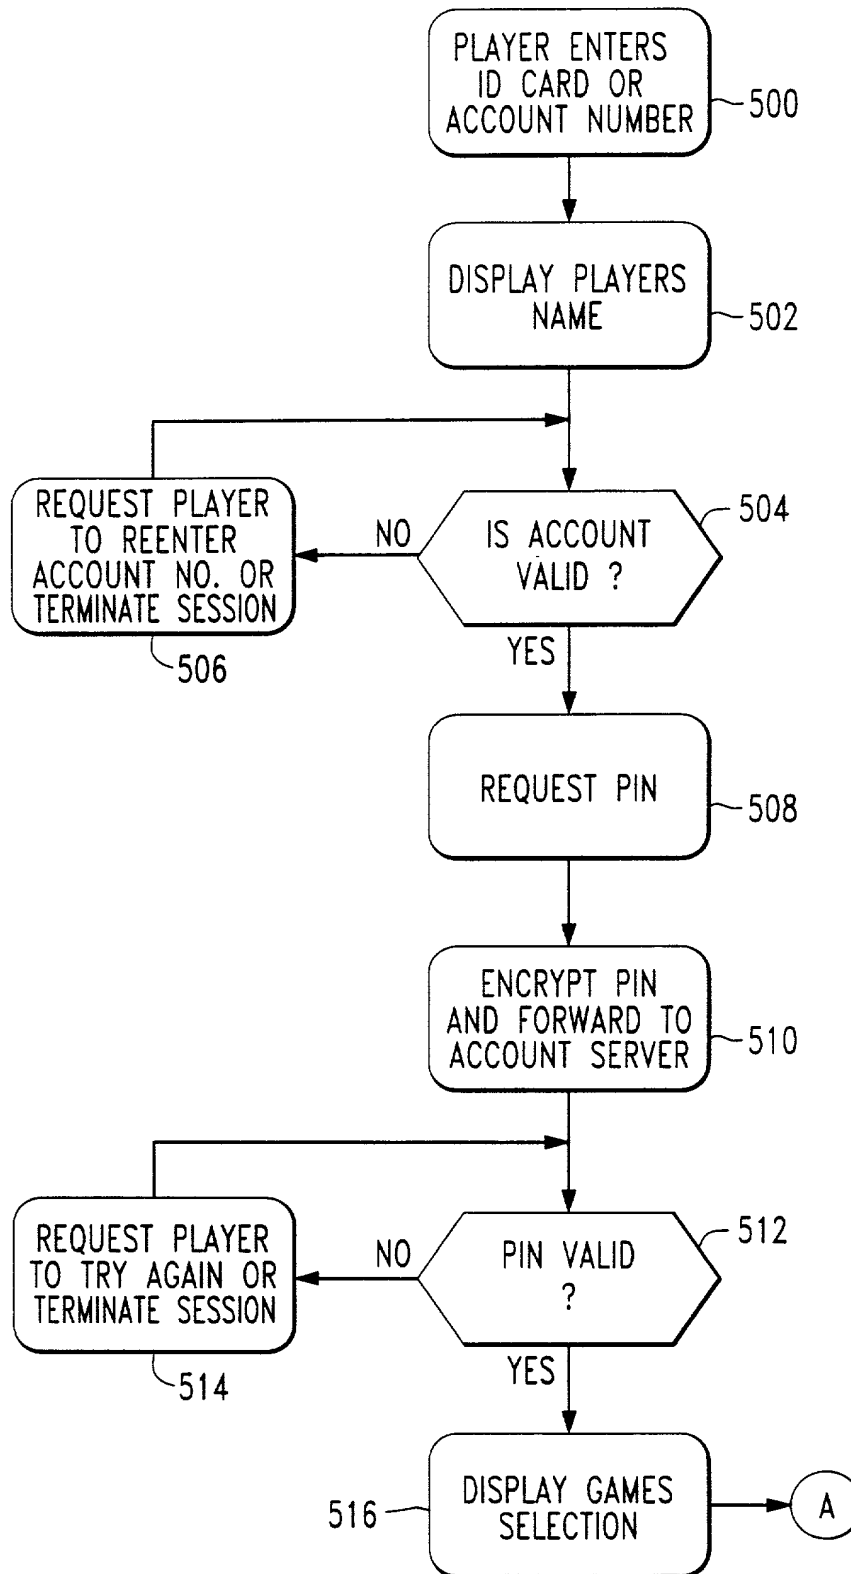 PLAYER ENTERS
ID CARD OR
ACCOUNT NUMBER
500
DISPLAY PLAYERS
NAME
502
IS ACCOUNT
VALID ?
504
NO
REQUEST PLAYER
TO REENTER
ACCOUNT NO. OR
TERMINATE SESSION
506
YES
REQUEST PIN
508
ENCRYPT PIN
AND FORWARD TO
ACCOUNT SERVER
510
PIN VALID
?
512
NO
REQUEST PLAYER
TO TRY AGAIN OR
TERMINATE SESSION
514
YES
DISPLAY GAMES
SELECTION
516
A